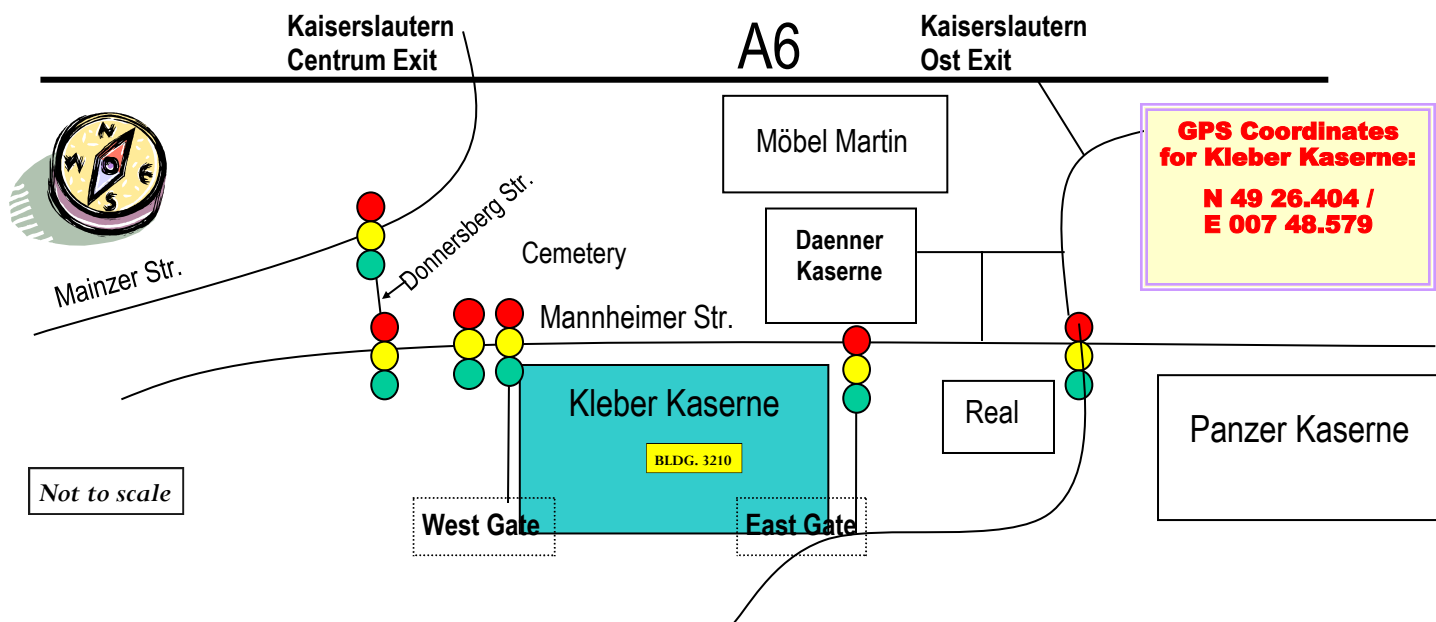 Kaiserslautern
Centrum Exit
A6
Kaiserslautern
Ost Exit
N
W
E
S
Möbel Martin
GPS Coordinates
for Kleber Kaserne:
N 49 26.404 /
E 007 48.579
Mainzer Str.
Donnersberg Str.
Cemetery
Daenner
Kaserne
Mannheimer Str.
Kleber Kaserne
BLDG. 3210
Real
Panzer Kaserne
Not to scale
West Gate
East Gate